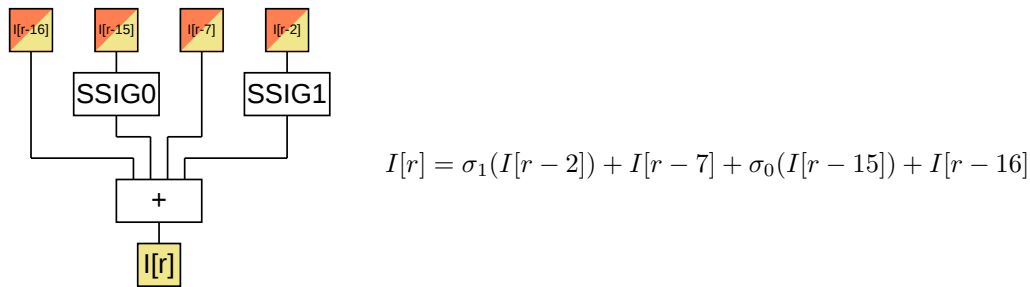 I[r-16] I[r-15] I[r-7] I[r-2]
SSIG0 SSIG1
I[r] = σ₁(I[r − 2]) + I[r − 7] + σ₀(I[r − 15]) + I[r − 16]
+
I[r]